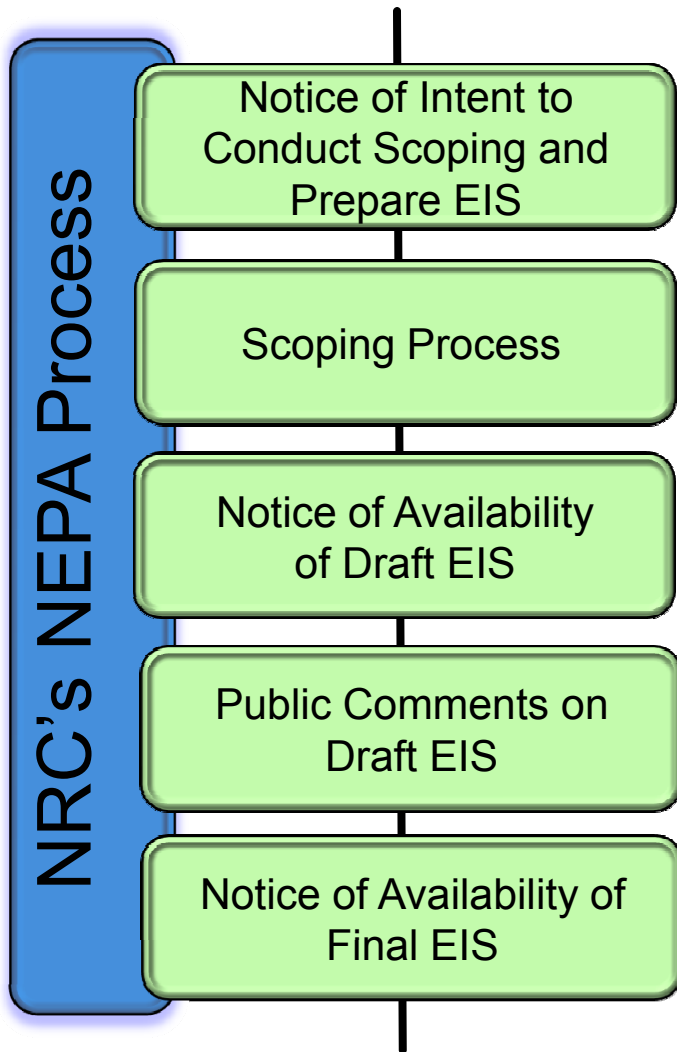 NRC’s NEPA Process
Notice of Intent to
Conduct Scoping and
Prepare EIS
Scoping Process
Notice of Availability
of Draft EIS
Public Comments on
Draft EIS
Notice of Availability of
Final EIS